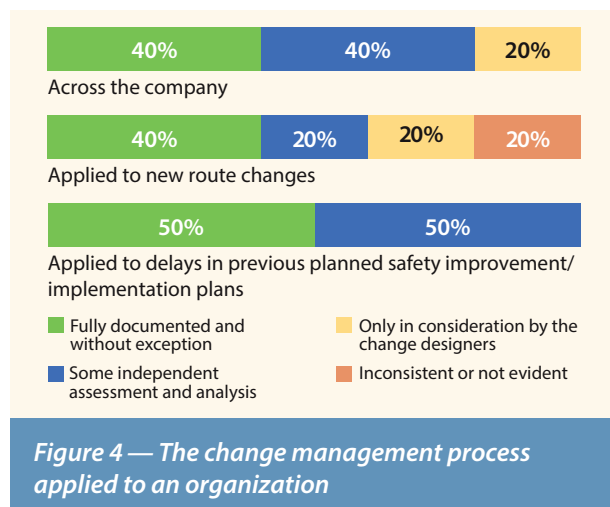 40% 40% 20%
Across the company
40% 20% 20% 20%
Applied to new route changes
50% 50%
Applied to delays in previous planned safety improvement/
implementation plans
Fully documented and
without exception
Some independent
assessment and analysis
Only in consideration by the
change designers
Inconsistent or not evident
Figure 4 — The change management process
applied to an organization